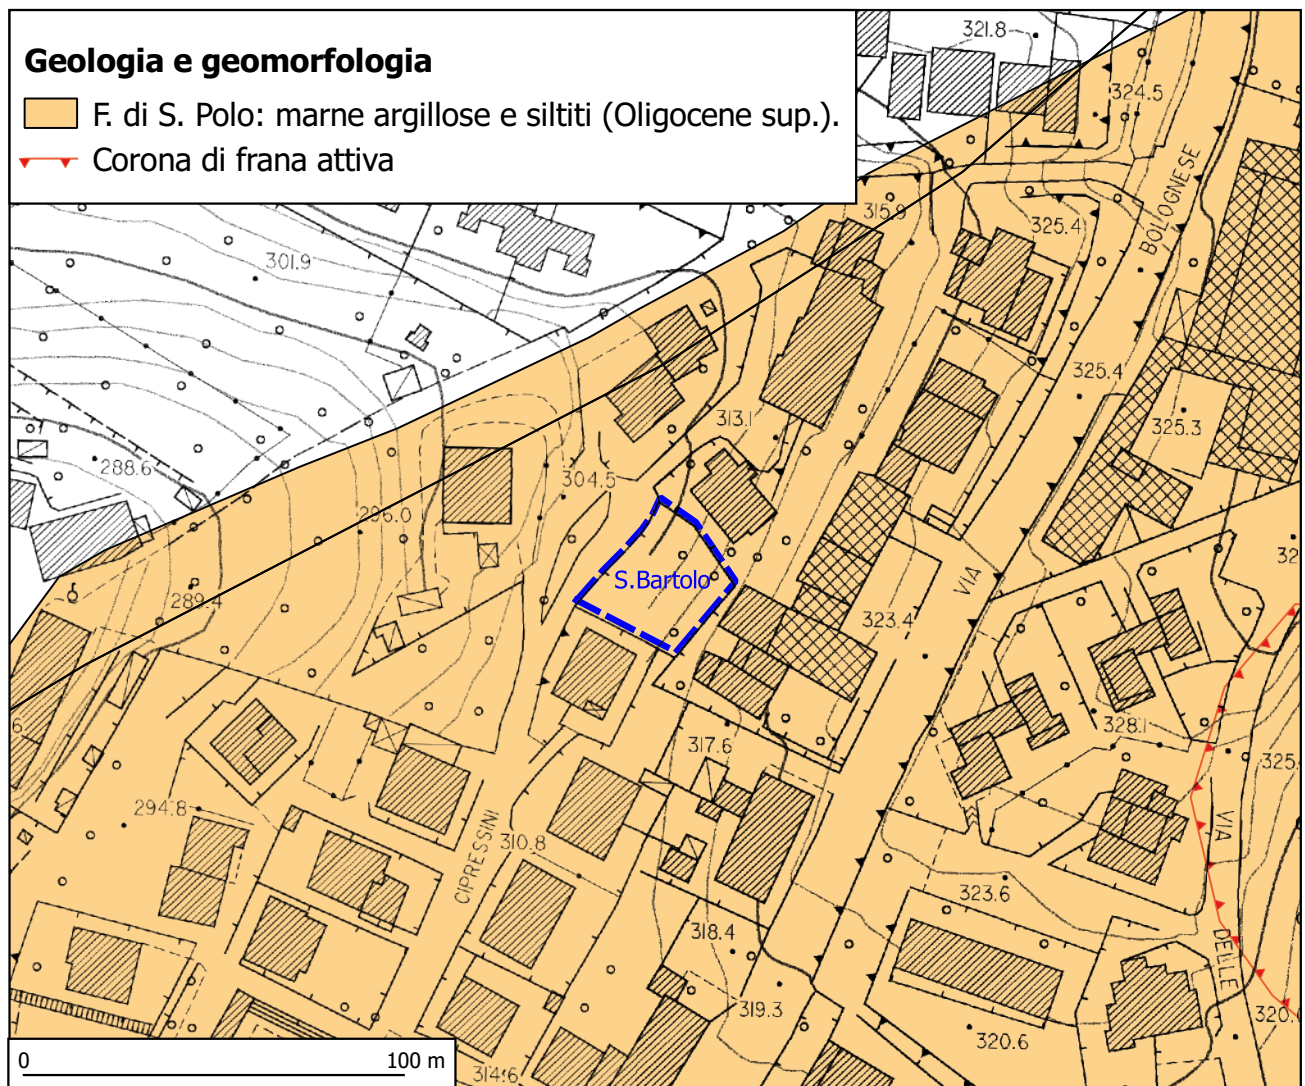 Geologia e geomorfologia
F. di S. Polo: marne argillose e siltiti (Oligocene sup.).
Corona di frana attiva
321.8
324.5
BOLOGNESE
315.9
325.4
301.9
325.4
313.1
325.3
288.6
304.5
296.0
S.Bartolo
VIA
289.4
323.4
328.1
317.6
325.
294.8
VIA
CIPRESSINI
310.8
323.6
318.4
DELLE
319.3
320.
320.6
314.6
0 100 m